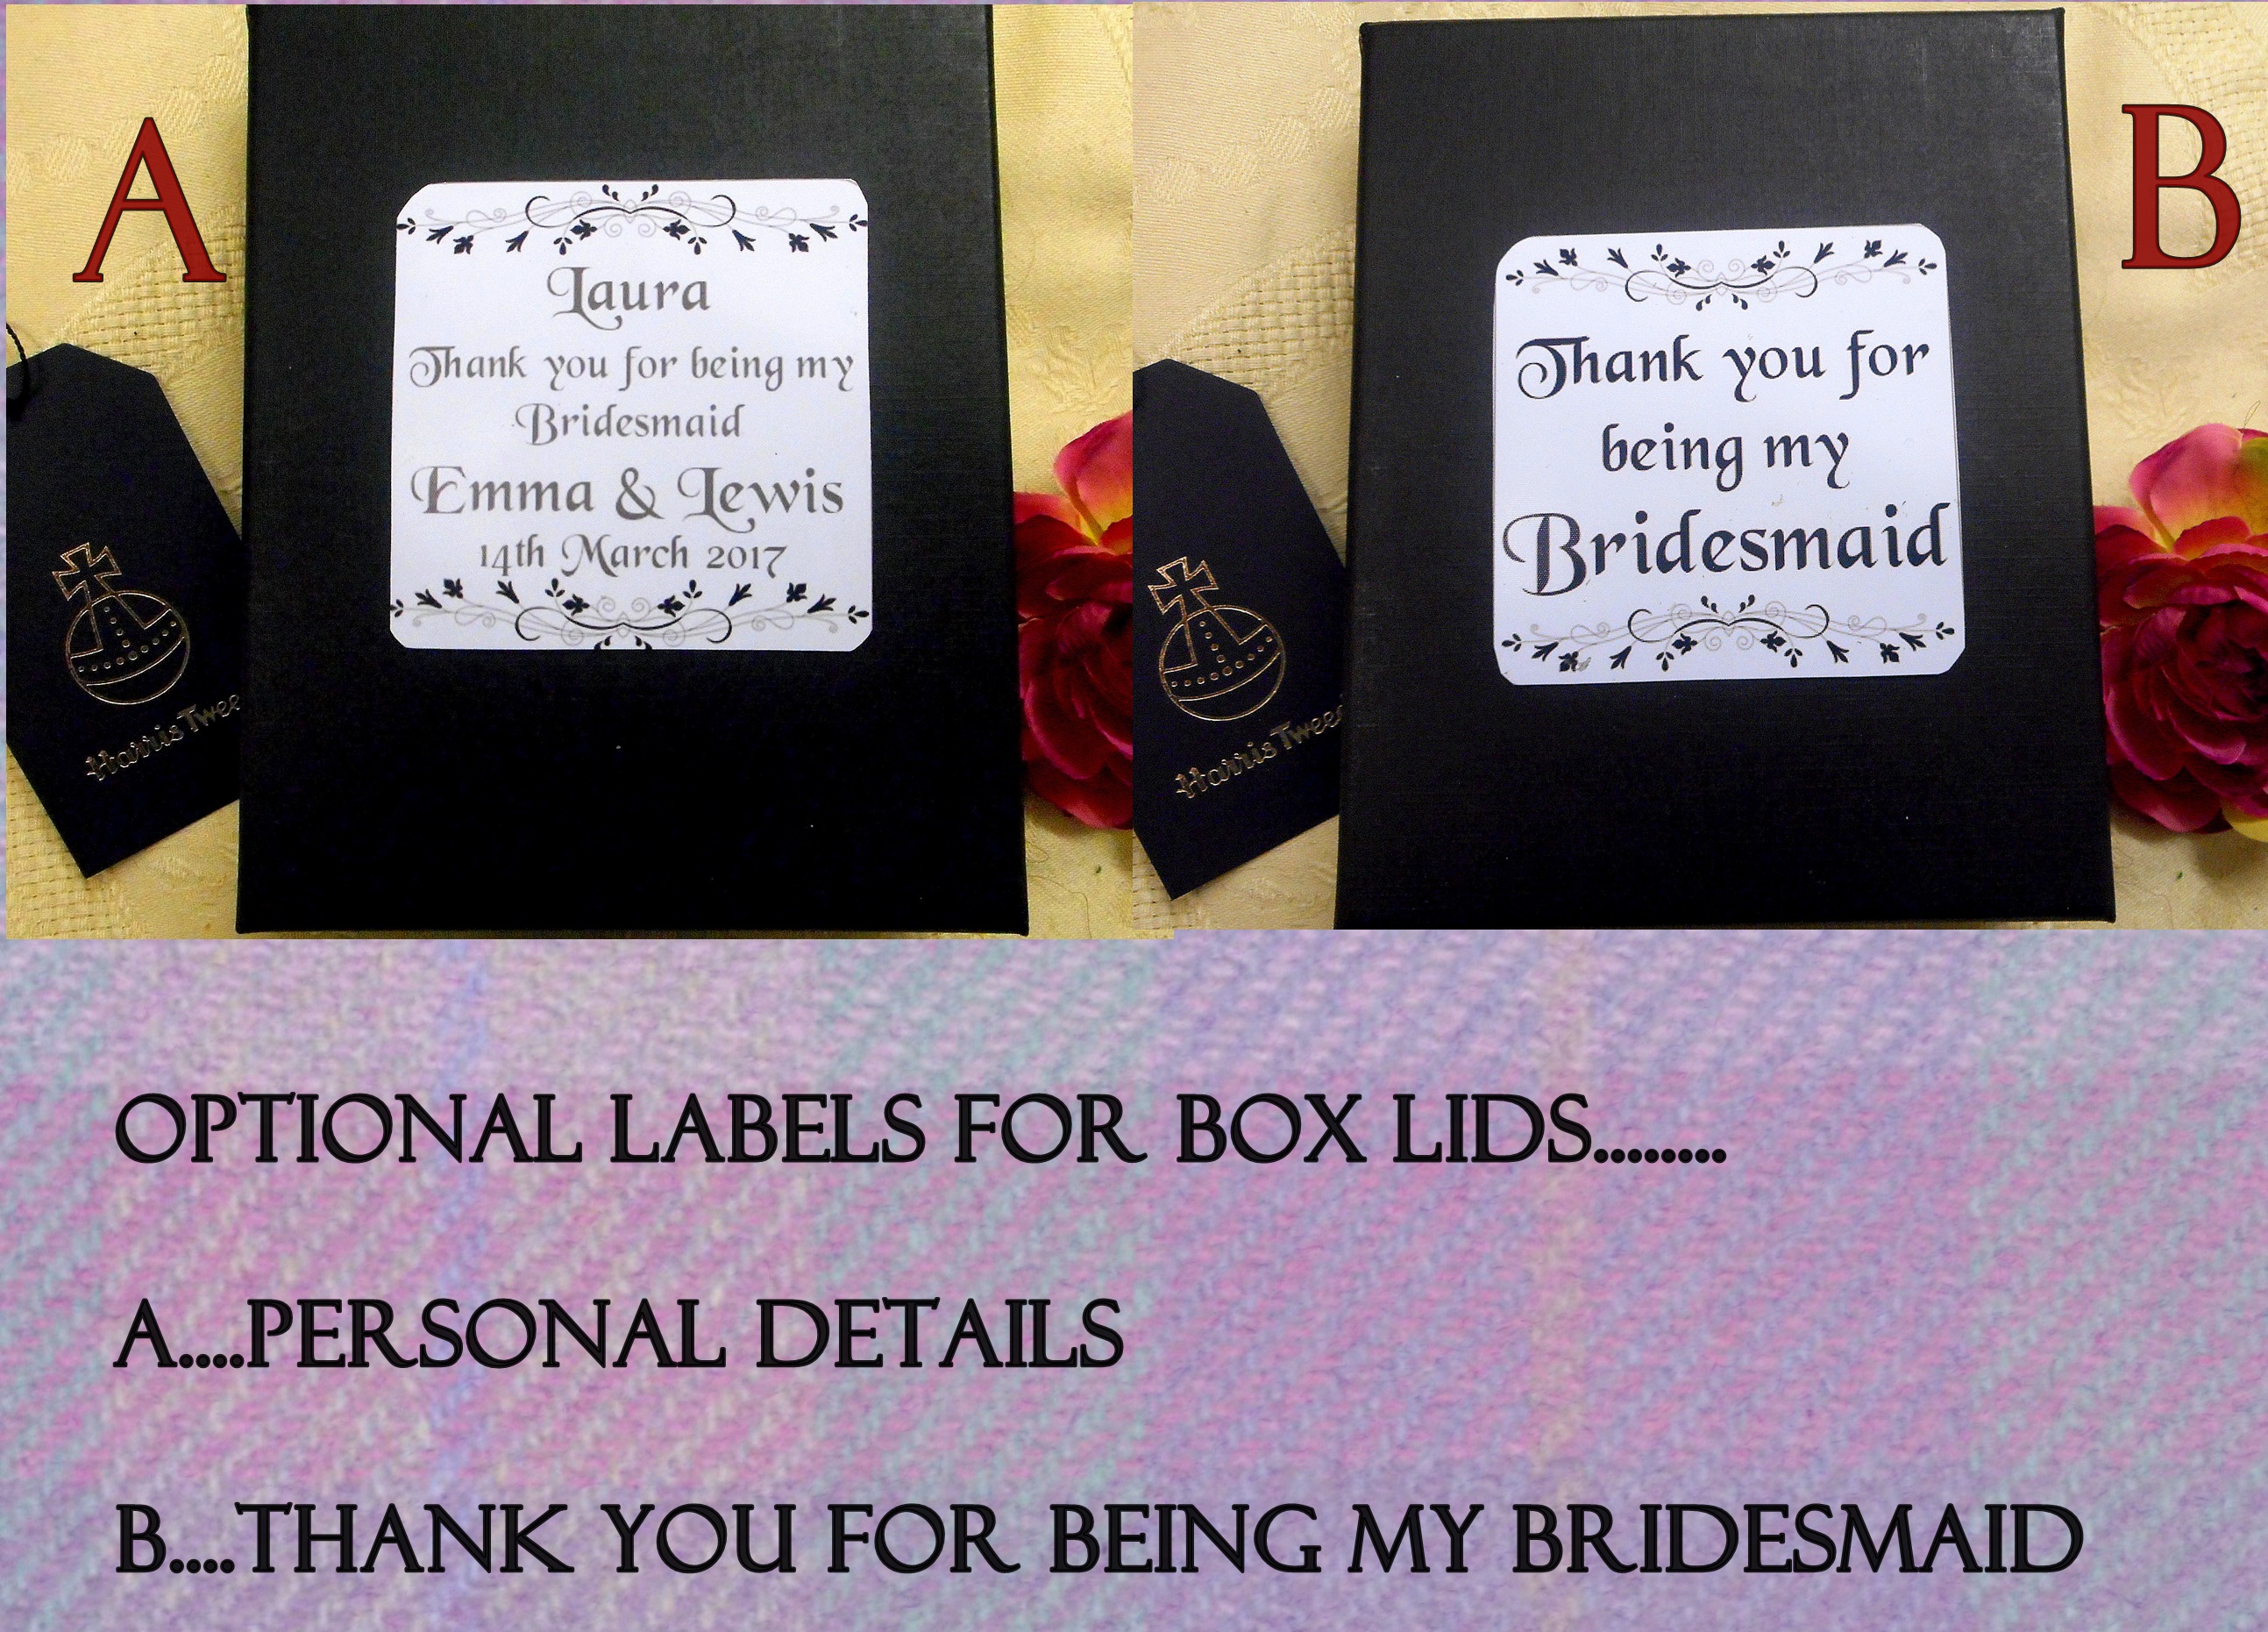 A
Laura
Thank you for being my
Bridesmaid
Emma & Lewis
14th March 2017
Harris Twee
B
Thank you for
being my
Bridesmaid
Harris Tweed
OPTIONAL LABELS FOR BOX LIDS........
A....PERSONAL DETAILS
B....THANK YOU FOR BEING MY BRIDESMAID